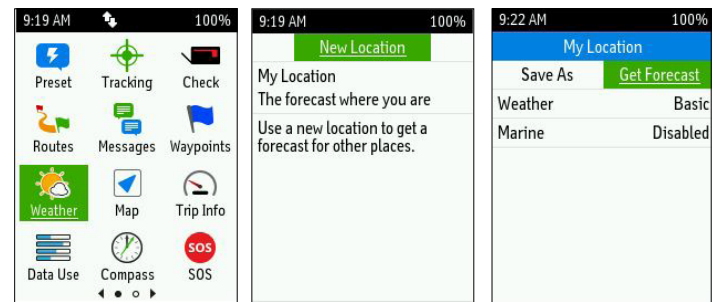 9:19 AM 100%
Preset Tracking Check
Routes Messages Waypoints
Weather Map Trip Info
SOS
Data Use Compass SOS
9:19 AM 100%
New Location
My Location
The forecast where you are
Use a new location to get a
forecast for other places.
9:22 AM 100%
My Location
Save As Get Forecast
Weather Basic
Marine Disabled